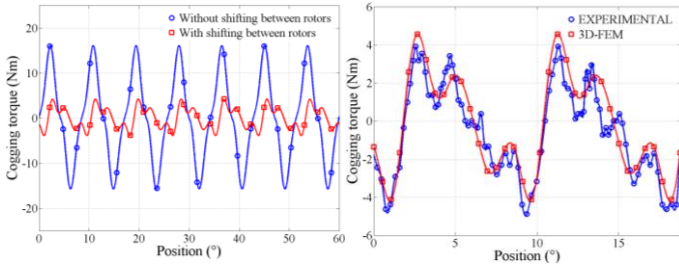 Without shifting between rotors
With shifting between rotors
Cogging torque (Nm)
20
10
0
-10
-20
0 10 20 30 40 50 60
Position (°)
EXPERIMENTAL
3D-FEM
Cogging torque (Nm)
6
4
2
0
-2
-4
-6
0 5 10 15
Position (°)